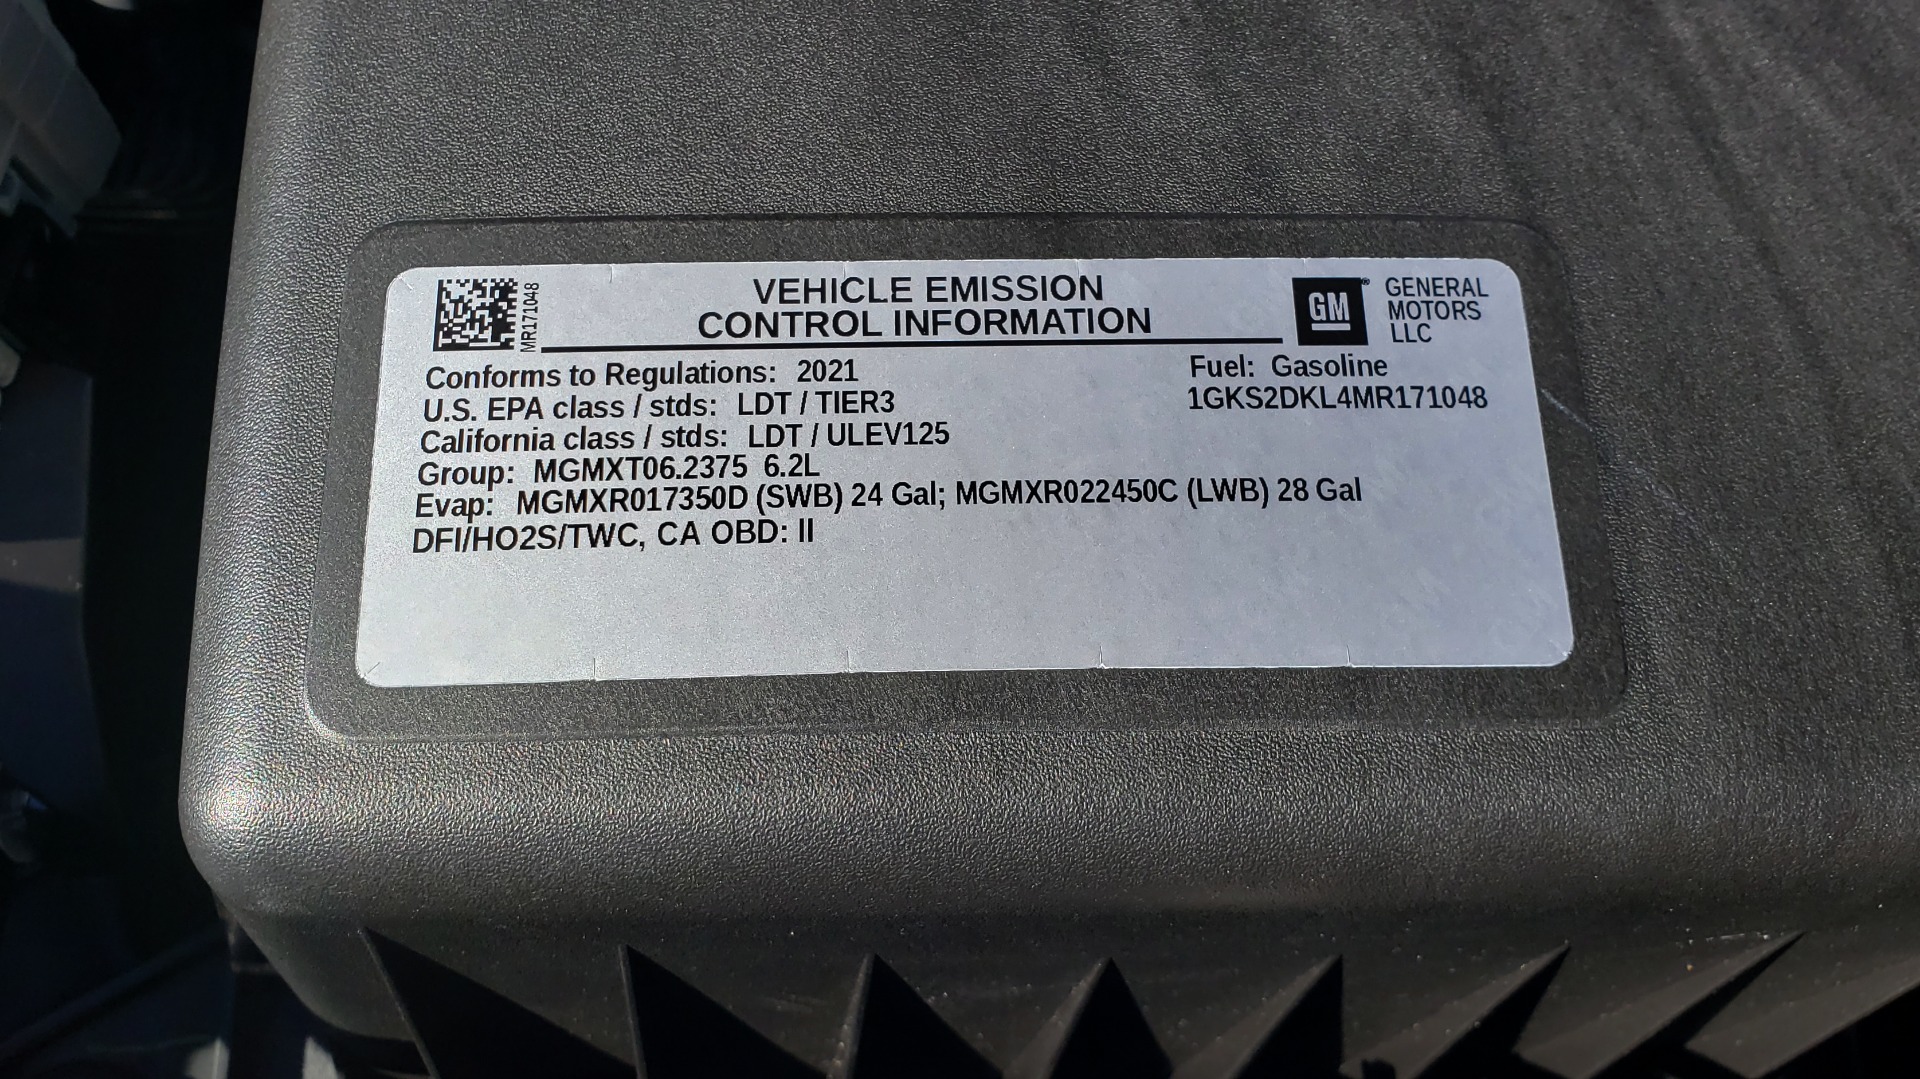 MR171048
VEHICLE EMISSION
CONTROL INFORMATION
GM
GENERAL
MOTORS
LLC
Conforms to Regulations: 2021
Fuel: Gasoline
U.S. EPA class / stds: LDT / TIER3
1GKS2DKL4MR171048
California class / stds: LDT / ULEV125
Group: MGMXT06.2375 6.2L
Evap: MGMXR017350D (SWB) 24 Gal; MGMXR022450C (LWB) 28 Gal
DFI/HO2S/TWC, CA OBD: II